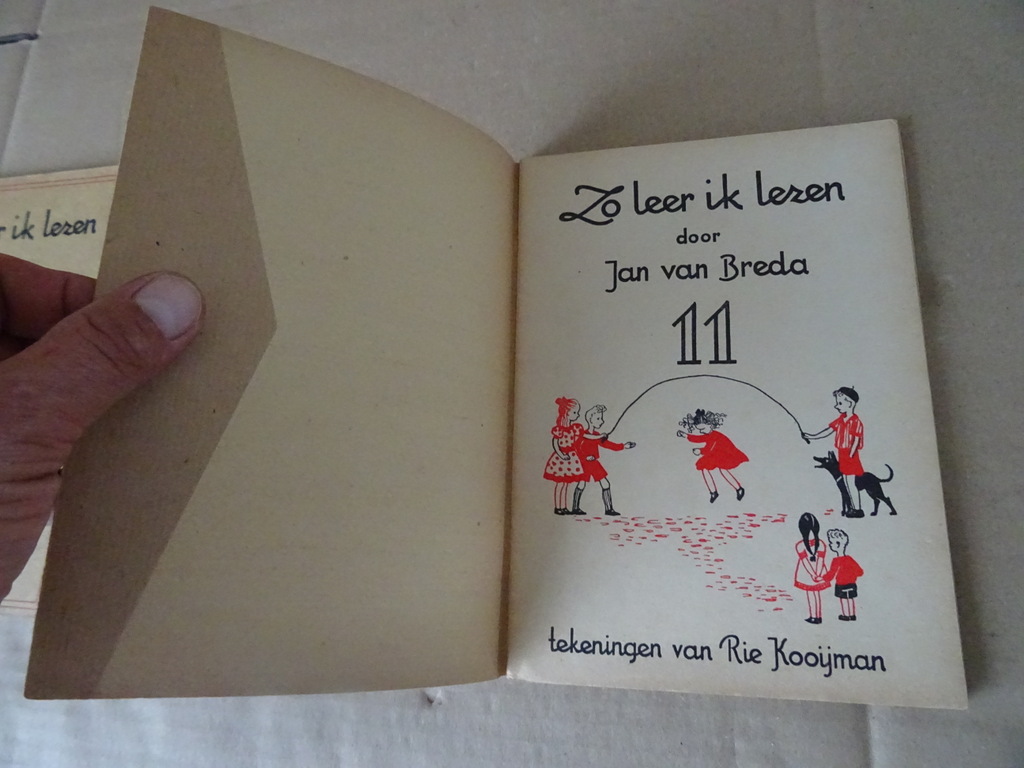 r ik lezen
Zo leer ik lezen
door
Jan van Breda
11
tekeningen van Rie Kooijman